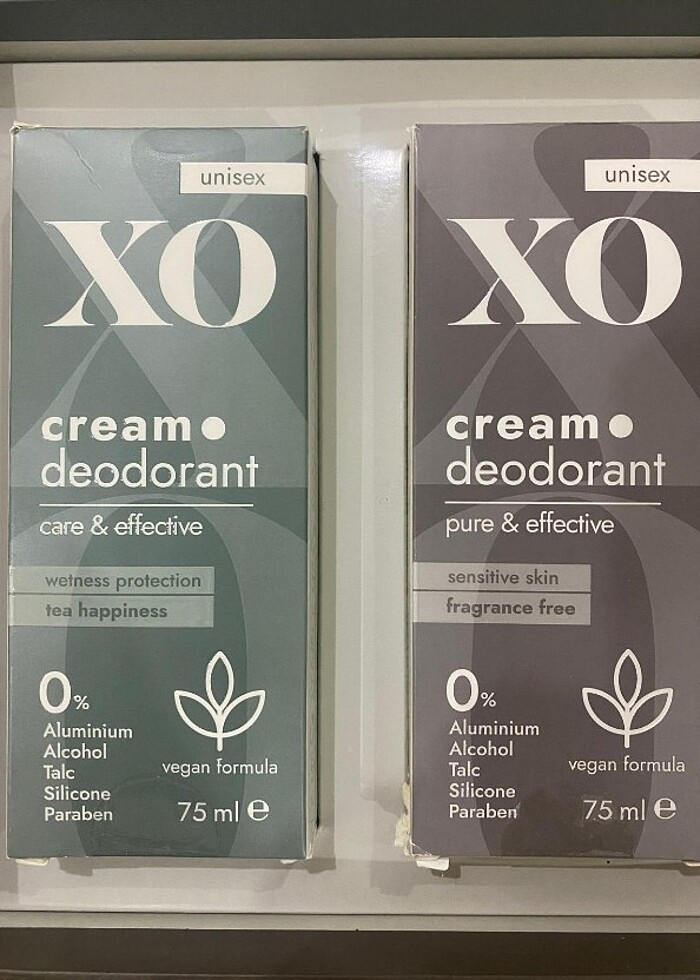 unisex
XO
cream
deodorant
care & effective
wetness protection
tea happiness
0%
Aluminium
Alcohol
Talc
Silicone
Paraben
vegan formula
75 ml e
unisex
XO
cream
deodorant
pure & effective
sensitive skin
fragrance free
0%
Aluminium
Alcohol
Talc
Silicone
Paraben
vegan formula
75 ml e